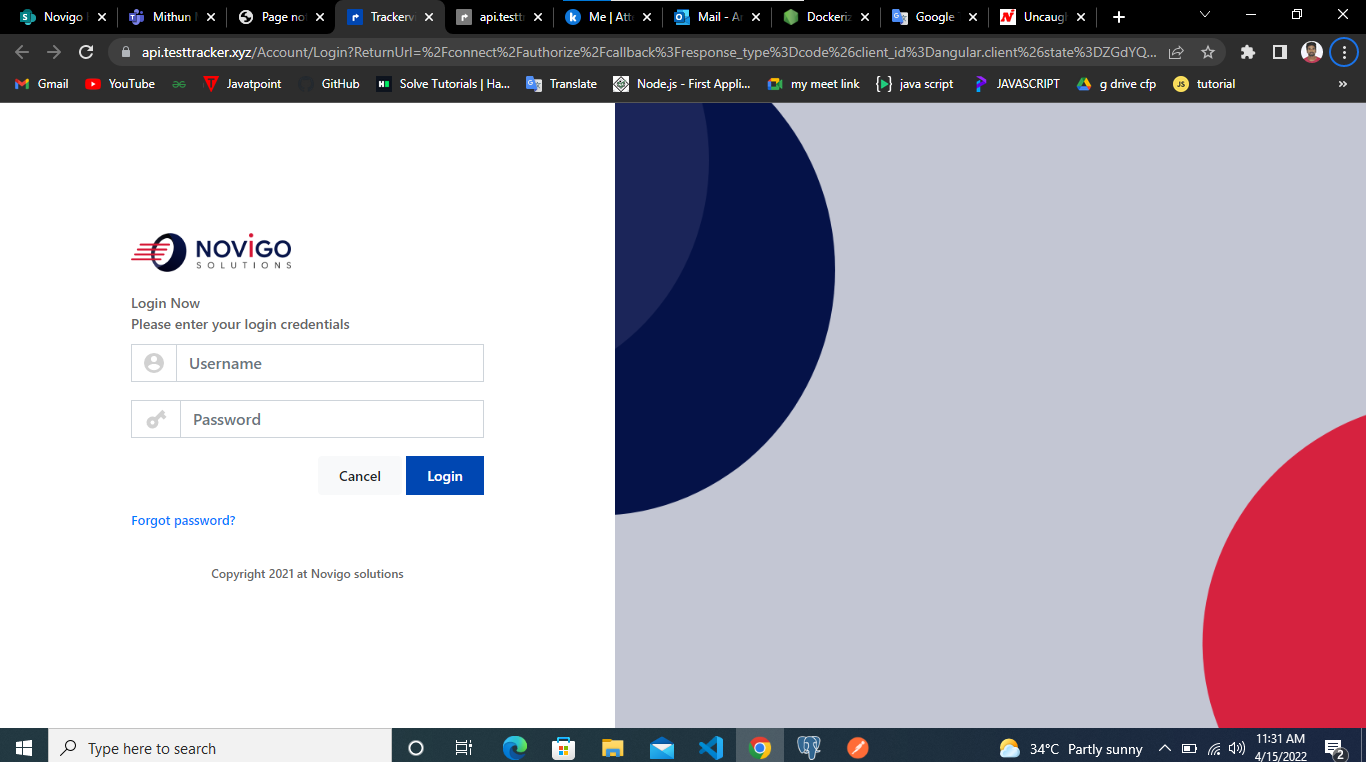 Novigo
Mithun
Page no
Trackerv
api.testt
Me | Att
Mail - A
Dockeriz
Google
Uncaugh
api.testtracker.xyz/Account/Login?ReturnUrl=%2Fconnect%2Fauthorize%2Fcallback%3Fresponse_type%3Dcode%26client_id%3Dangular.client%26state%3DZGdYQ...
Gmail
YouTube
Javatpoint
GitHub
Solve Tutorials | Ha...
Translate
Node.js - First Appli...
my meet link
java script
JAVASCRIPT
g drive cfp
JS
tutorial
»
NOViGO
SOLUTIONS
Login Now
Please enter your login credentials
Username
Password
Cancel
Login
Forgot password?
Copyright 2021 at Novigo solutions
Type here to search
34°C Partly sunny
11:31 AM
4/15/2022
2